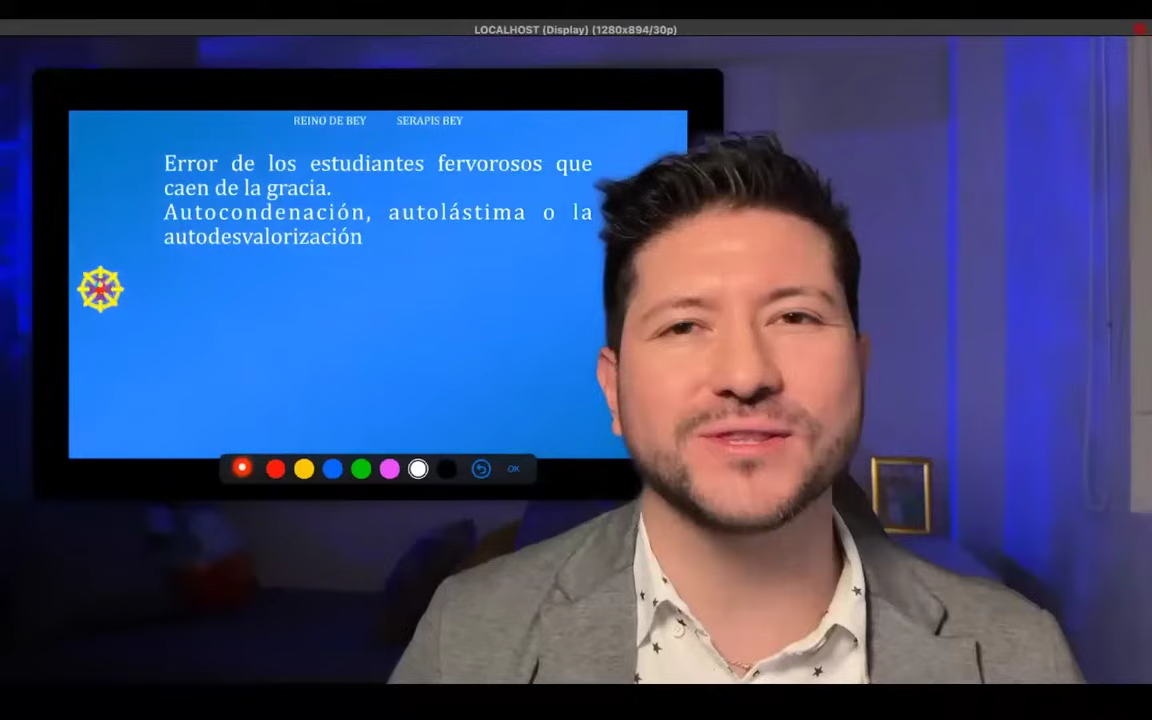 LOCALHOST (Display) (1280x894/30p)
REINO DE BEY SERAPIS BEY
Error de los estudiantes fervorosos que
caen de la gracia.
Autocondenación, autolástima o la
autodesvalorización
OK